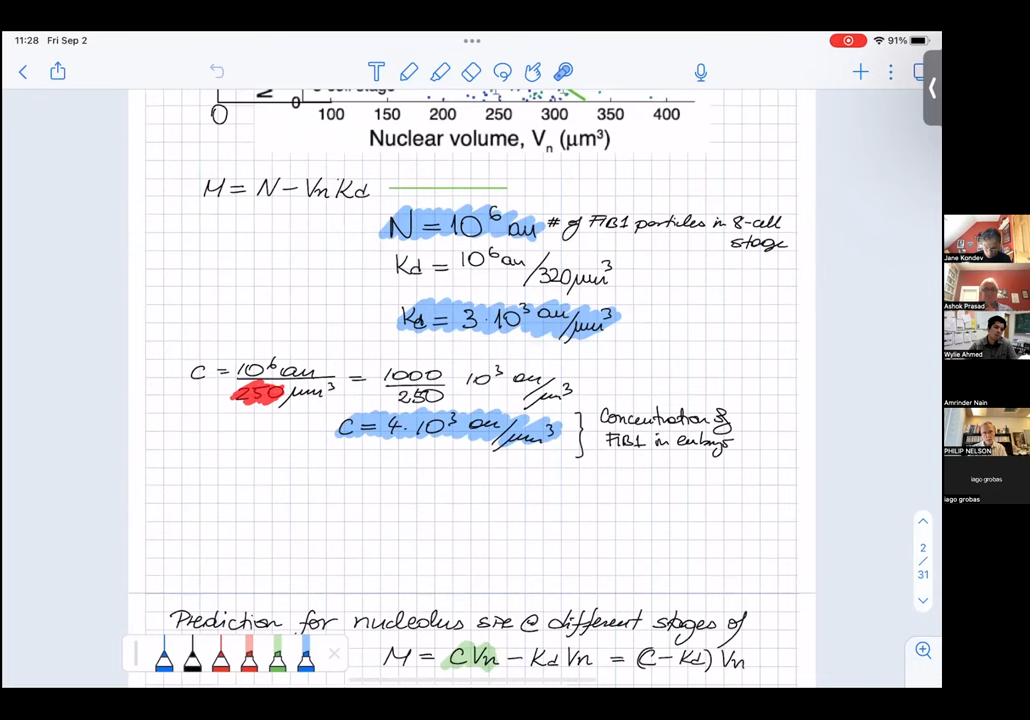 11:28 Fri Sep 2
91%
0
0
100 150 200 250 300 350 400
Nuclear volume, Vn (μm³)
M = N - Vn Kd
N = 10⁶ au # of FIB1 particles in 8-cell
stage
Kd = 10⁶ au / 320 μm³
Kd = 3 · 10³ au / μm³
C = 10⁶ au / 250 μm³ = 1000 / 250 10³ au / μm³
C = 4 · 10³ au / μm³ } Concentration of
FIB1 in embryo
Prediction for nucleolus size @ different stages of
M = C Vn - Kd Vn = (C - Kd) Vn
2
/
31
Jane Kondev
Ashok Prasad
Wylie Ahmed
Amrinder Nain
PHILIP NELSON
iago grobas
iago grobas